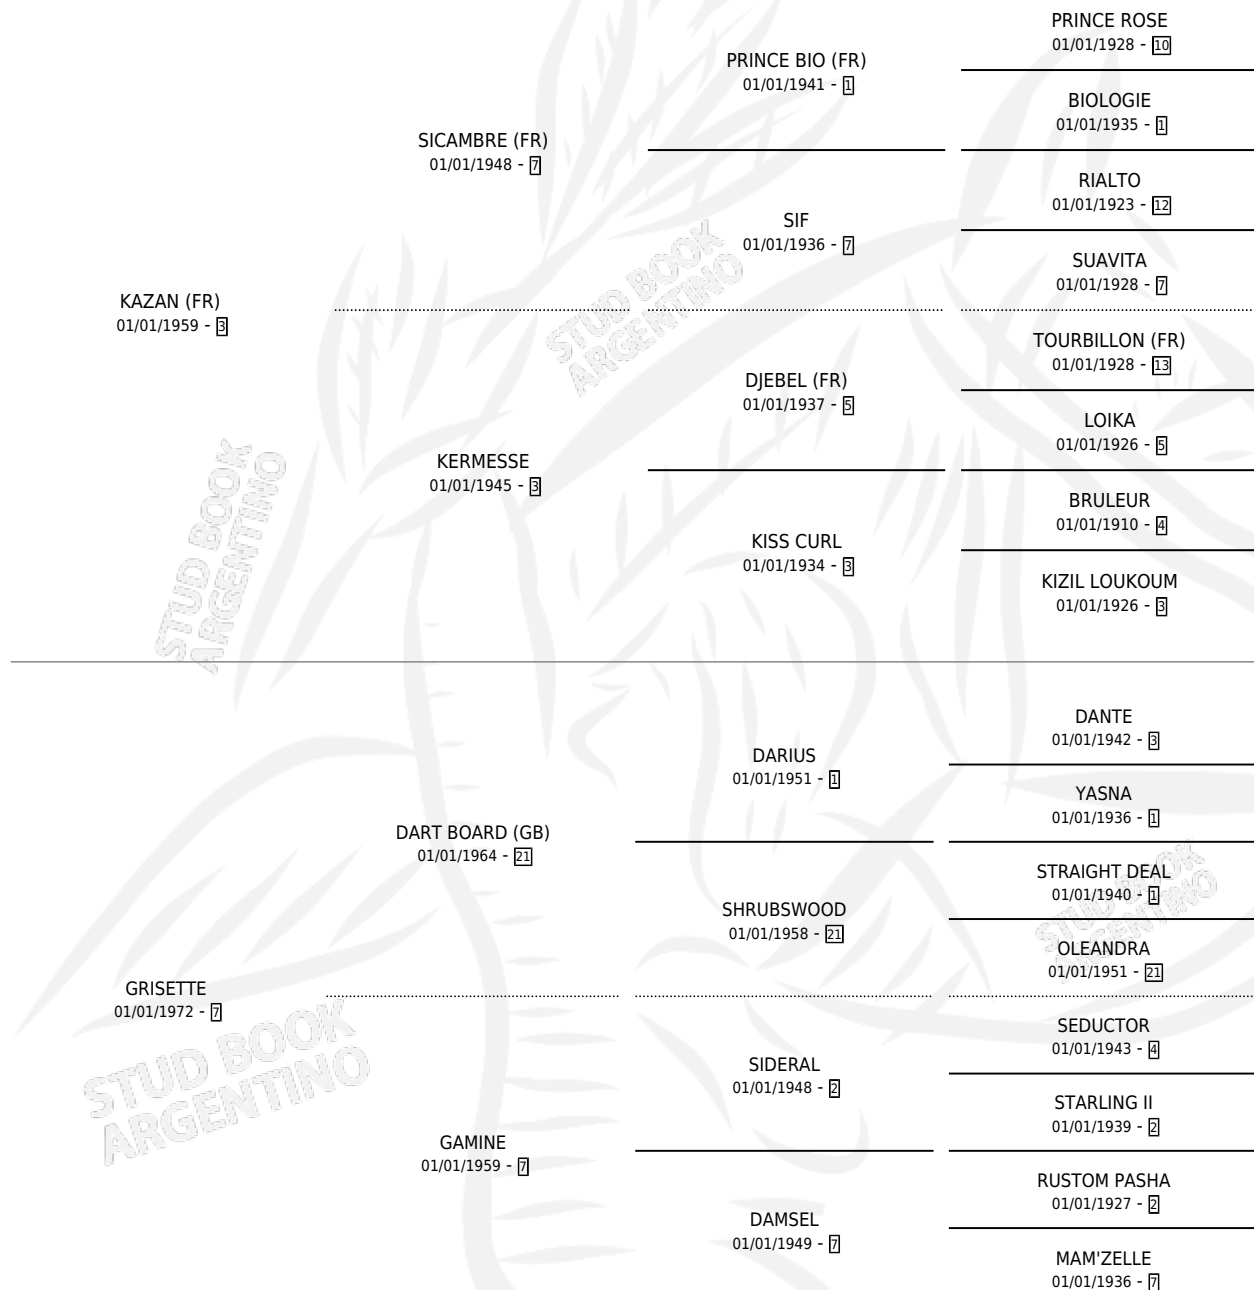 PRINCE ROSE
01/01/1928 - 10
PRINCE BIO (FR)
01/01/1941 - 1
BIOLOGIE
01/01/1935 - 1
SICAMBRE (FR)
01/01/1948 - 7
RIALTO
01/01/1923 - 12
SIF
01/01/1936 - 7
SUAVITA
01/01/1928 - 7
KAZAN (FR)
01/01/1959 - 3
TOURBILLON (FR)
01/01/1928 - 13
DJEBEL (FR)
01/01/1937 - 5
LOIKA
01/01/1926 - 5
KERMESSE
01/01/1945 - 3
BRULEUR
01/01/1910 - 4
KISS CURL
01/01/1934 - 3
KIZIL LOUKOUM
01/01/1926 - 3
DANTE
01/01/1942 - 3
DARIUS
01/01/1951 - 1
YASNA
01/01/1936 - 1
DART BOARD (GB)
01/01/1964 - 21
STRAIGHT DEAL
01/01/1940 - 1
SHRUBSWOOD
01/01/1958 - 21
OLEANDRA
01/01/1951 - 21
GRISETTE
01/01/1972 - 7
SEDUCTOR
01/01/1943 - 4
SIDERAL
01/01/1948 - 2
STARLING II
01/01/1939 - 2
GAMINE
01/01/1959 - 7
RUSTOM PASHA
01/01/1927 - 2
DAMSEL
01/01/1949 - 7
MAM'ZELLE
01/01/1936 - 7
STUD BOOK
ARGENTINO
STUD BOOK
ARGENTINO
STUD BOOK
ARGENTINO
STUD BOOK
ARGENTINO